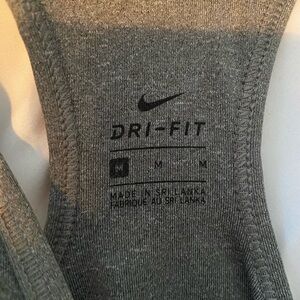 DRI-FIT
M M M
MADE IN SRI LANKA
FABRIQUÉ AU SRI LANKA